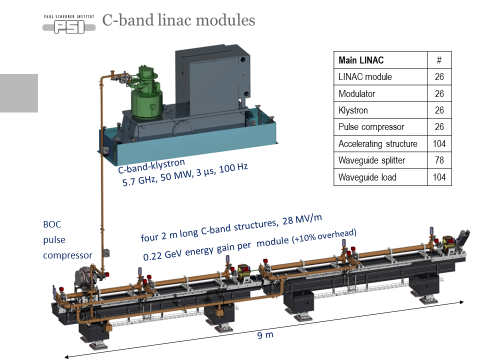 PAUL SCHERRER INSTITUT
PSI
C-band linac modules
Main LINAC #
LINAC module 26
Modulator 26
Klystron 26
Pulse compressor 26
Accelerating structure 104
Waveguide splitter 78
Waveguide load 104
C-band-klystron
5.7 GHz, 50 MW, 3 µs, 100 Hz
BOC
pulse
compressor
four 2 m long C-band structures, 28 MV/m
0.22 GeV energy gain per module (+10% overhead)
9 m